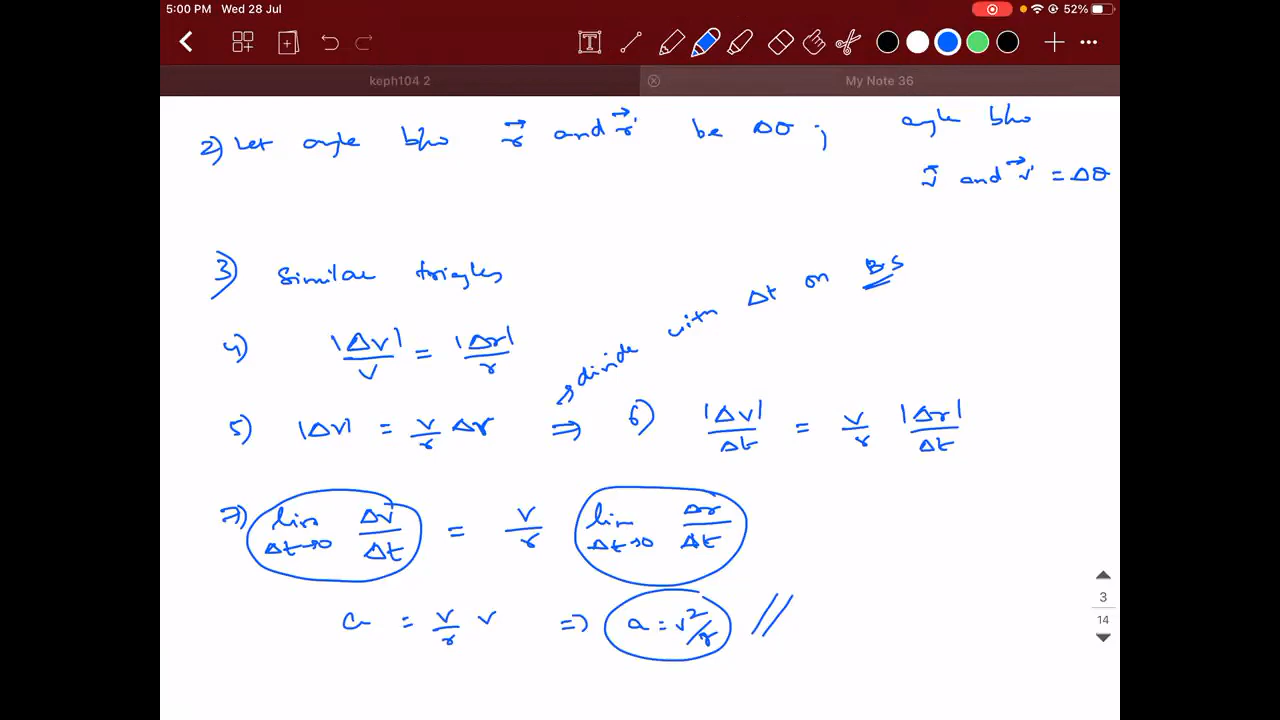 5:00 PM Wed 28 Jul
52%
keph104 2
My Note 36
2) Let angle b/w r⃗ and r⃗' be Δθ ; angle b/w
v⃗ and v⃗' = Δθ
3) Similar triagles
divide with Δt on B.S
4) |Δv|/v = |Δr|/r
5) |Δv| = v/r Δr ⇒ 6) |Δv|/Δt = v/r |Δr|/Δt
7) lim Δt→0 Δv/Δt = v/r lim Δt→0 Δr/Δt
a = v/r v ⇒ a = v²/r //
3
14